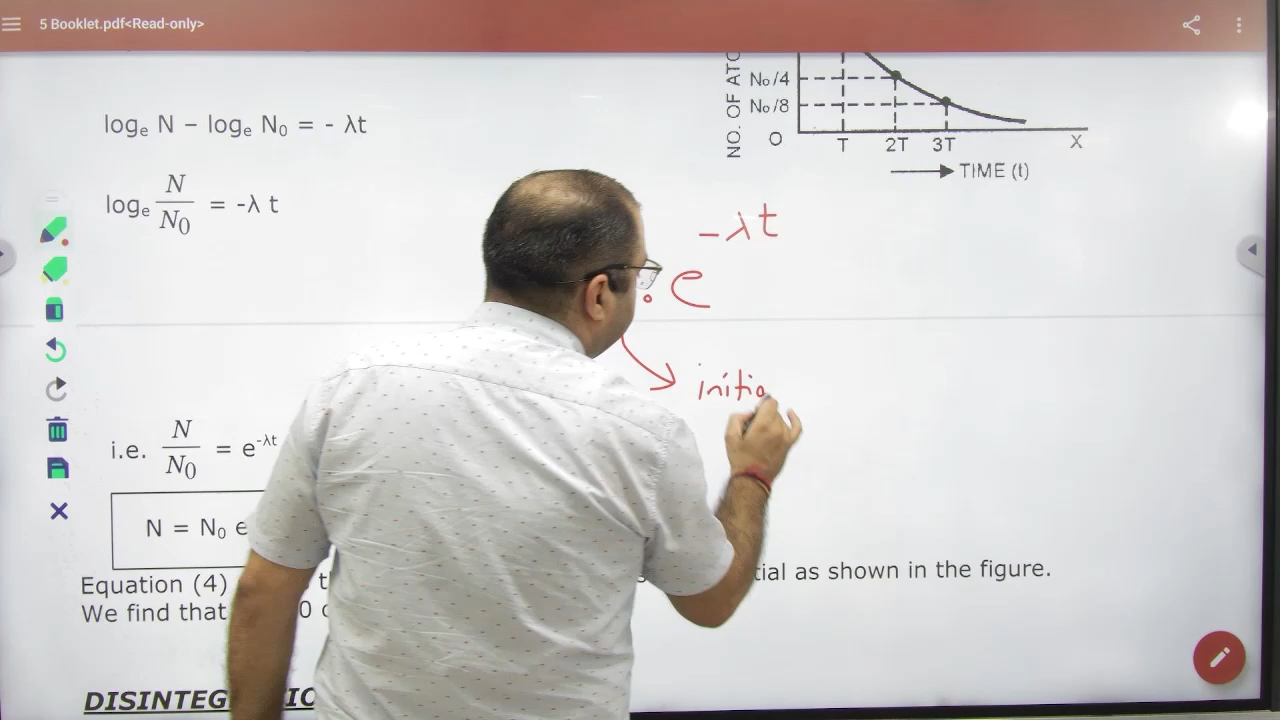 5 Booklet.pdf<Read-only>
NO. OF ATO
N₀/4
N₀/8
O
T 2T 3T X
TIME (t)
logₑ N – logₑ N₀ = - λt
logₑ N/N₀ = -λ t
. e^(-λt)
initia
i.e. N/N₀ = e^(-λt)
N = N₀ e
Equation (4) t tial as shown in the figure.
We find that 0
DISINTEG